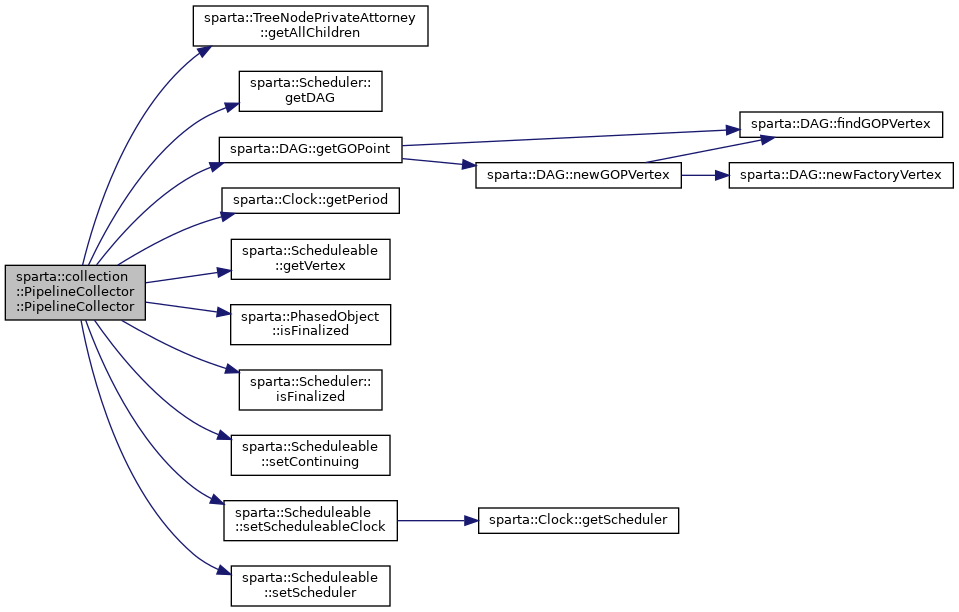 sparta::TreeNodePrivateAttorney
::getAllChildren
sparta::Scheduler::
getDAG
sparta::DAG::findGOPVertex
sparta::DAG::getGOPoint
sparta::DAG::newGOPVertex
sparta::DAG::newFactoryVertex
sparta::Clock::getPeriod
sparta::Scheduleable
::getVertex
sparta::collection
::PipelineCollector
::PipelineCollector
sparta::PhasedObject
::isFinalized
sparta::Scheduler::
isFinalized
sparta::Scheduleable
::setContinuing
sparta::Scheduleable
::setScheduleableClock
sparta::Clock::getScheduler
sparta::Scheduleable
::setScheduler